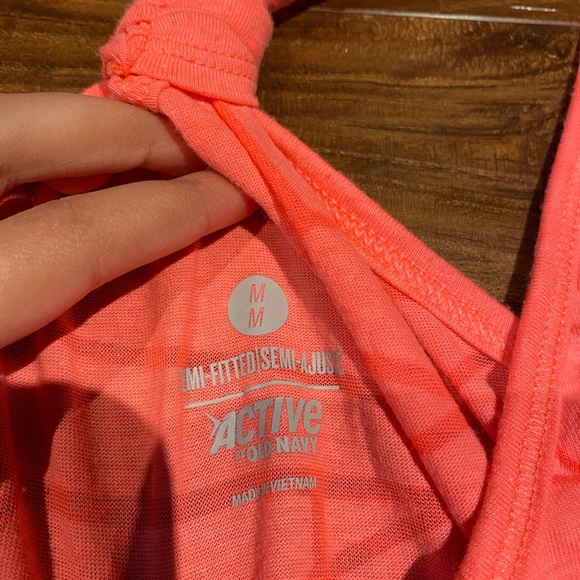 M
M
MI-FITTED|SEMI-AJUS
ACTIVE
BY OLD NAVY
MADE IN VIETNAM